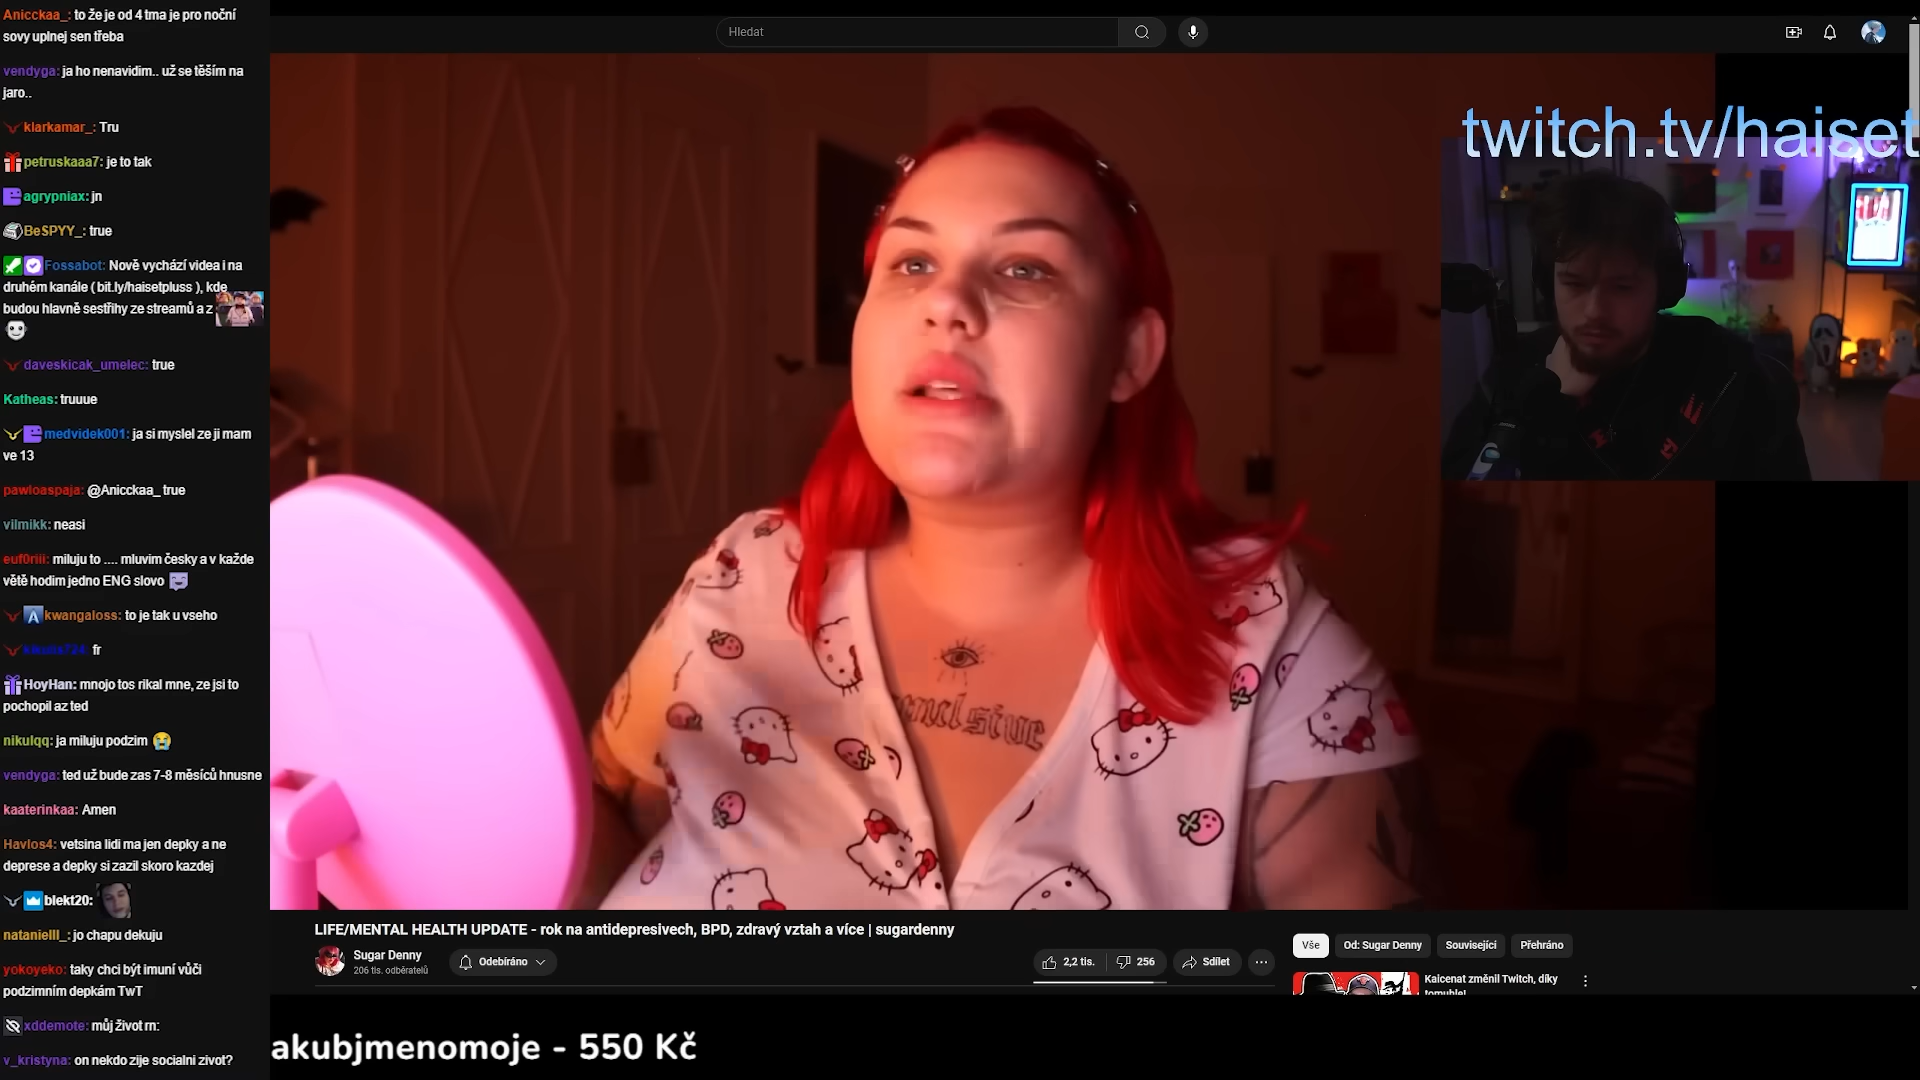 Anicckaa_: to že je od 4 tma je pro noční
sovy uplnej sen třeba
vendyga: ja ho nenavidim.. už se těším na
jaro..
klarkamar_: Tru
petruskaaa7: je to tak
agrypniax: jn
BeSPYY_: true
Fossabot: Nově vychází videa i na
druhém kanále ( bit.ly/haisetpluss ), kde
budou hlavně sestřihy ze streamů a z
daveskicak_umelec: true
Katheas: truuue
medvidek001: ja si myslel ze ji mam
ve 13
pawloaspaja: @Anicckaa_ true
vilmikk: neasi
euf0riii: miluju to .... mluvim česky a v každe
větě hodim jedno ENG slovo
kwangaloss: to je tak u vseho
fr
HoyHan: mnojo tos rikal mne, ze jsi to
pochopil az ted
nikulqq: ja miluju podzim
vendyga: ted už bude zas 7-8 měsíců hnusne
kaaterinkaa: Amen
Havlos4: vetsina lidi ma jen depky a ne
deprese a depky si zazil skoro kazdej
blekt20:
natanielll_: jo chapu dekuju
yokoyeko: taky chci být imuní vůči
podzimním depkám TwT
xddemote: můj život rn:
v_kristyna: on nekdo zije socialni zivot?
Hledat
twitch.tv/haiset
LIFE/MENTAL HEALTH UPDATE - rok na antidepresivech, BPD, zdravý vztah a více | sugardenny
Sugar Denny
206 tis. odběratelů
Odebíráno
2,2 tis.
256
Sdílet
Vše
Od: Sugar Denny
Související
Přehráno
Kaicenat změnil Twitch, díky
tomuhle!
akubjmenomoje - 550 Kč